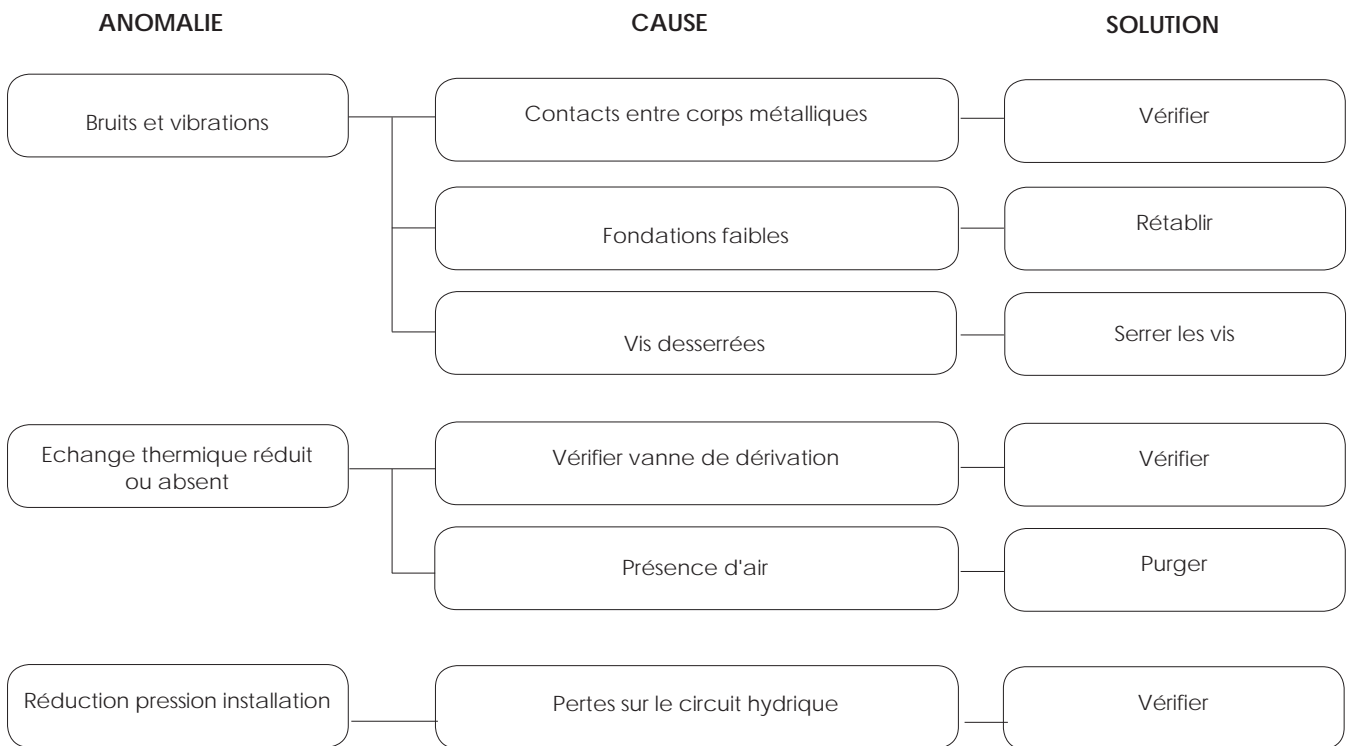 ANOMALIE CAUSE SOLUTION
Bruits et vibrations Contacts entre corps métalliques Vérifier
Fondations faibles Rétablir
Vis desserrées Serrer les vis
Echange thermique réduit
ou absent
Vérifier vanne de dérivation Vérifier
Présence d'air Purger
Réduction pression installation Pertes sur le circuit hydrique Vérifier